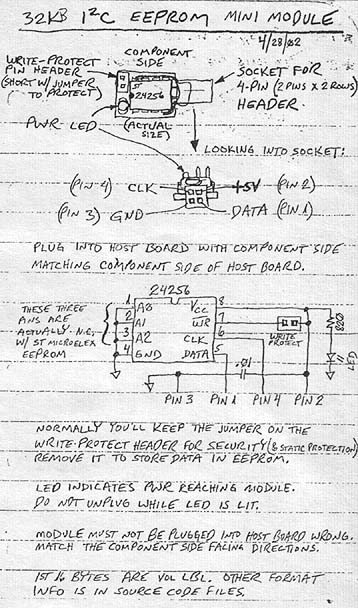 32KB I²C EEPROM MINI MODULE
4/28/02
WRITE-PROTECT
PIN HEADER
(SHORT W/ JUMPER
TO PROTECT)
COMPONENT
SIDE
ST
24256
(ACTUAL
SIZE)
SOCKET FOR
4-PIN (2 PINS X 2 ROWS)
HEADER.
PWR LED
LOOKING INTO SOCKET:
(PIN 4) CLK
+5V (PIN 2)
(PIN 3) GND
DATA (PIN 1)
PLUG INTO HOST BOARD WITH COMPONENT SIDE
MATCHING COMPONENT SIDE OF HOST BOARD.
24256
THESE THREE
ARE
ACTUALLY N.C.
W/ ST MICROELEX
EEPROM
1 A0 VCC 8
2 A1 WR 7
3 A2 CLK 6
4 GND DATA 5
WRITE
PROTECT
820
LED
.01
PIN 3 PIN 1 PIN 4 PIN 2
NORMALLY YOU'LL KEEP THE JUMPER ON THE
WRITE-PROTECT HEADER FOR SECURITY (& STATIC PROTECTION)
REMOVE IT TO STORE DATA IN EEPROM.
LED INDICATES PWR REACHING MODULE.
DO NOT UNPLUG WHILE LED IS LIT.
MODULE MUST NOT BE PLUGGED INTO HOST BOARD WRONG.
MATCH THE COMPONENT SIDE FACING DIRECTIONS.
1ST 16 BYTES ARE VOL LBL. OTHER FORMAT
INFO IS IN SOURCE CODE FILES.